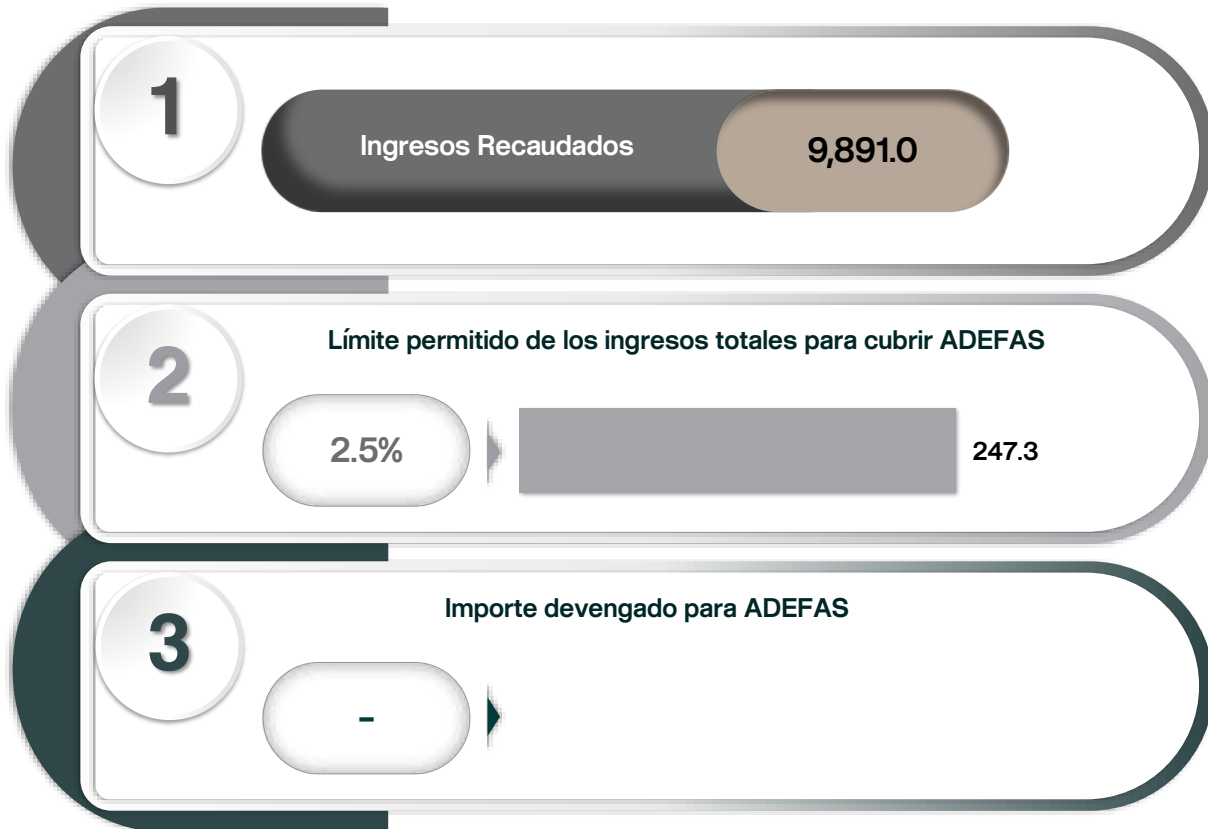 1
Ingresos Recaudados
9,891.0
2
Límite permitido de los ingresos totales para cubrir ADEFAS
2.5%
247.3
3
Importe devengado para ADEFAS
-